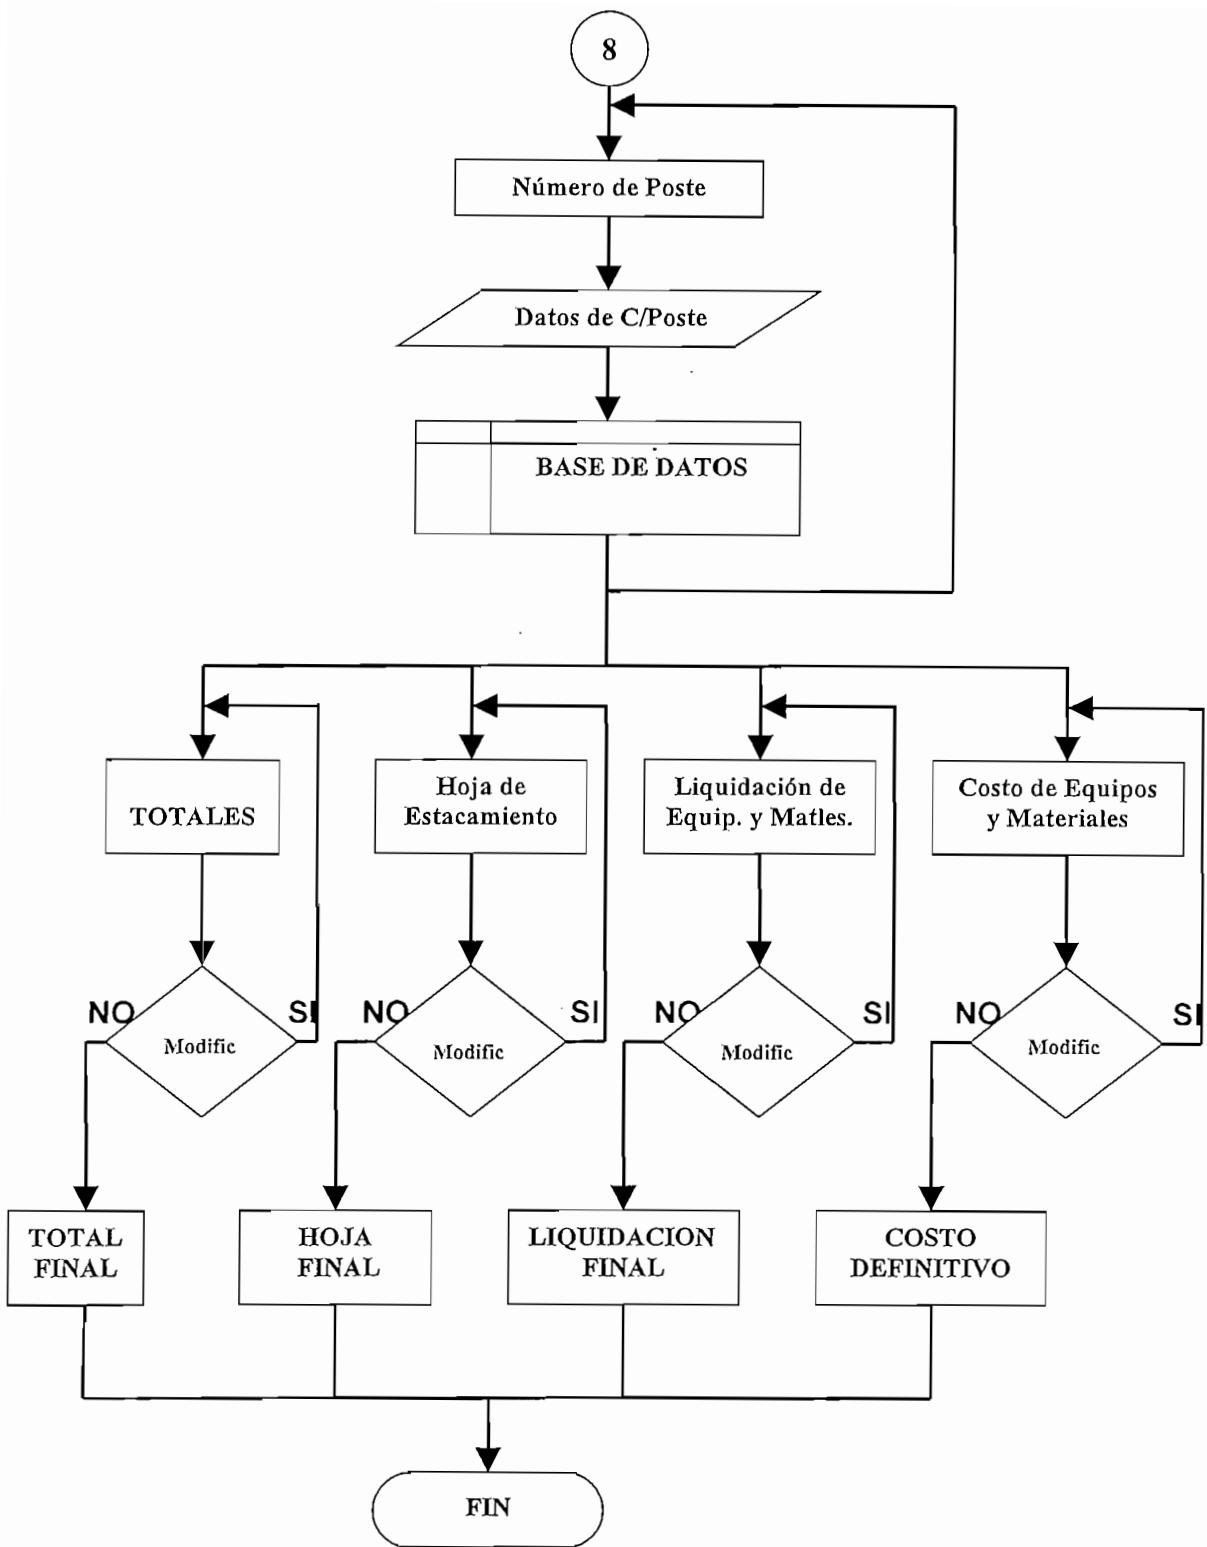 8
Número de Poste
Datos de C/Poste
BASE DE DATOS
TOTALES
Hoja de
Estacamiento
Liquidación de
Equip. y Matles.
Costo de Equipos
y Materiales
NO
SI
Modific
NO
SI
Modific
NO
SI
Modific
NO
SI
Modific
TOTAL
FINAL
HOJA
FINAL
LIQUIDACION
FINAL
COSTO
DEFINITIVO
FIN